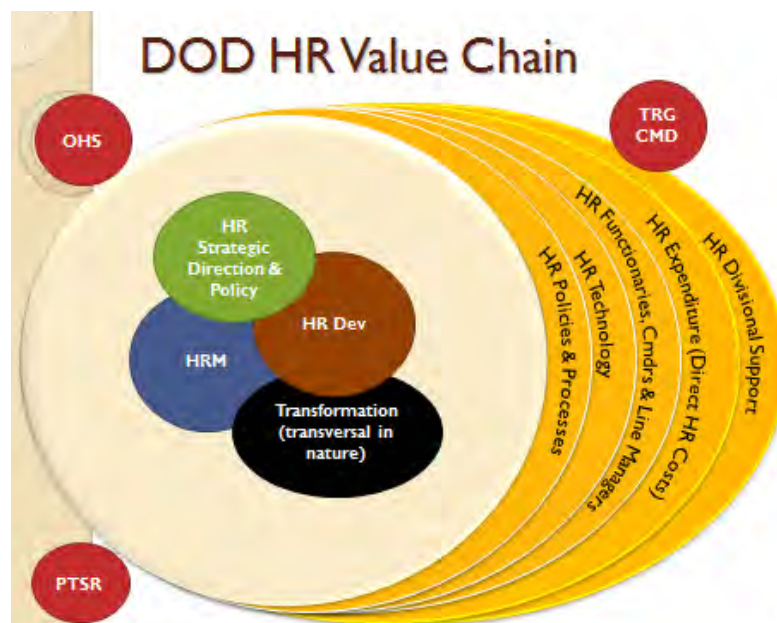 DOD HR Value Chain
OHS
TRG
CMD
HR
Strategic
Direction &
Policy
HR Dev
HRM
Transformation
(transversal in
nature)
HR Policies & Processes
HR Technology
HR Functionaries, Cmdrs & Line Managers
HR Expenditure (Direct HR Costs)
HR Divisional Support
PTSR